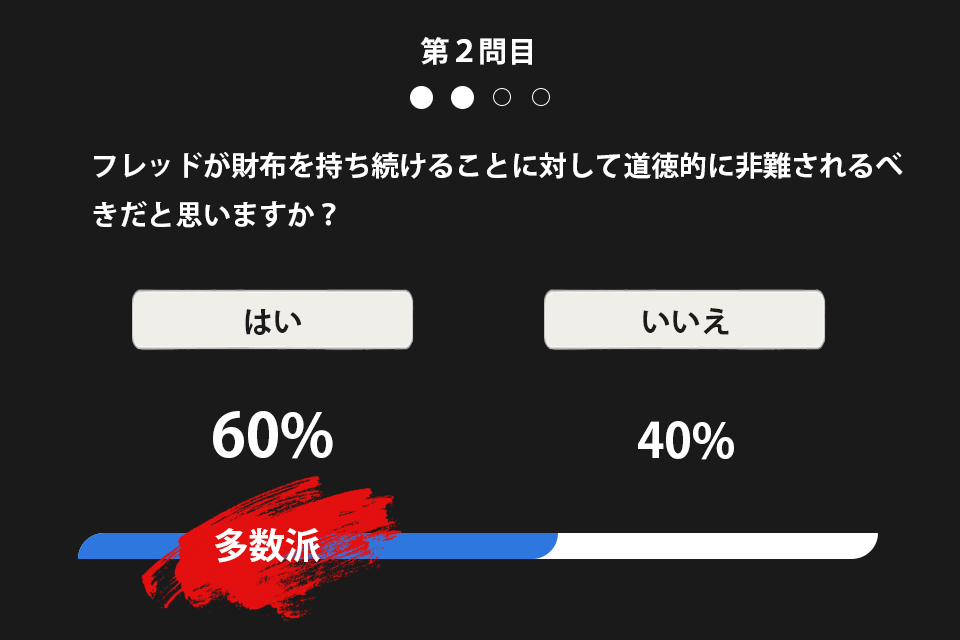 第２問目
フレッドが財布を持ち続けることに対して道徳的に非難されるべ
きだと思いますか？
はい
いいえ
60%
40%
多数派